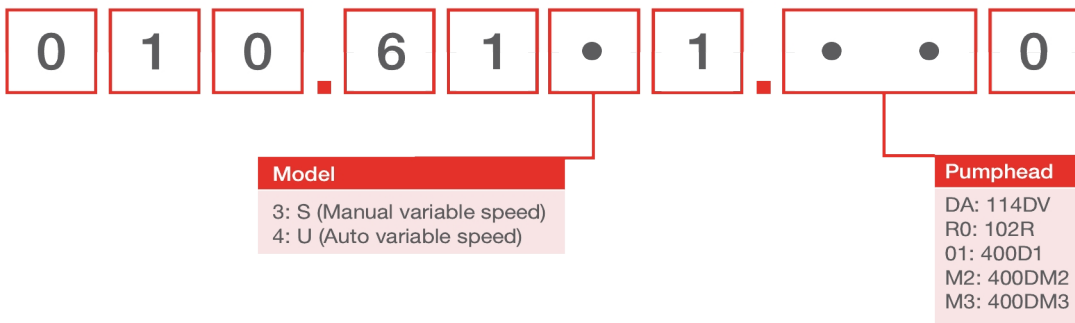 0 1 0 . 6 1 • 1 . • • 0
Model
3: S (Manual variable speed)
4: U (Auto variable speed)
Pumphead
DA: 114DV
R0: 102R
01: 400D1
M2: 400DM2
M3: 400DM3